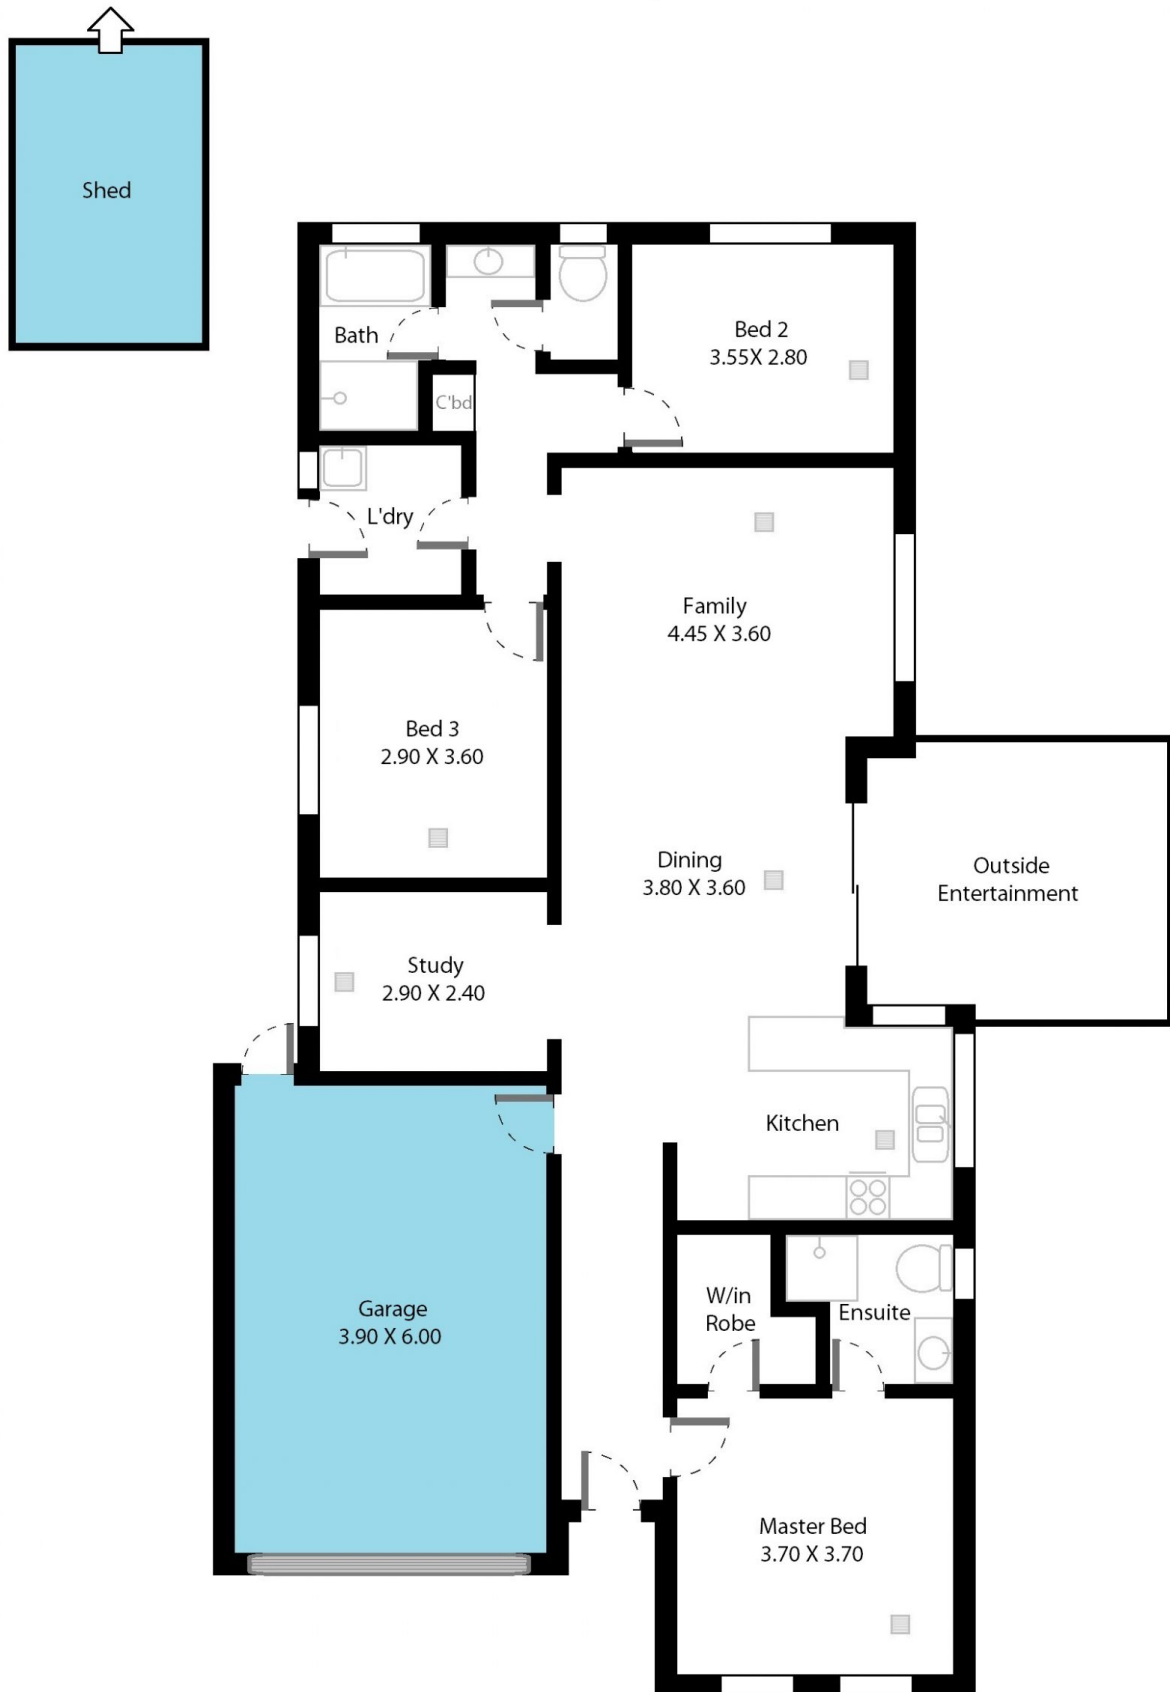 Shed
Bath
Bed 2
3.55X 2.80
C'bd
L'dry
Family
4.45 X 3.60
Bed 3
2.90 X 3.60
Dining
3.80 X 3.60
Outside
Entertainment
Study
2.90 X 2.40
Kitchen
Garage
3.90 X 6.00
W/in
Robe
Ensuite
Master Bed
3.70 X 3.70